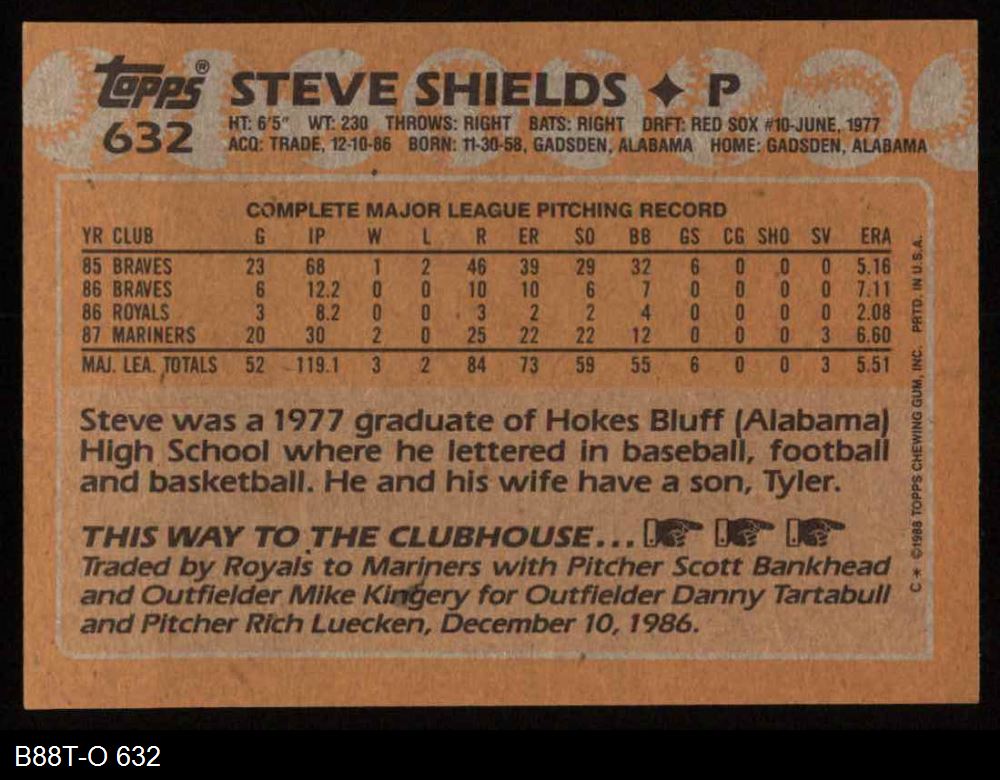 topps® STEVE SHIELDS ✦ P
632 HT: 6'5" WT: 230 THROWS: RIGHT BATS: RIGHT DRFT: RED SOX #10-JUNE, 1977
ACQ: TRADE, 12-10-86 BORN: 11-30-58, GADSDEN, ALABAMA HOME: GADSDEN, ALABAMA
COMPLETE MAJOR LEAGUE PITCHING RECORD
YR CLUB G IP W L R ER SO BB GS CG SHO SV ERA
85 BRAVES 23 68 1 2 46 39 29 32 6 0 0 0 5.16
86 BRAVES 6 12.2 0 0 10 10 6 7 0 0 0 0 7.11
86 ROYALS 3 8.2 0 0 3 2 2 4 0 0 0 0 2.08
87 MARINERS 20 30 2 0 25 22 22 12 0 0 0 3 6.60
MAJ. LEA. TOTALS 52 119.1 3 2 84 73 59 55 6 0 0 3 5.51
Steve was a 1977 graduate of Hokes Bluff (Alabama)
High School where he lettered in baseball, football
and basketball. He and his wife have a son, Tyler.
THIS WAY TO THE CLUBHOUSE...
Traded by Royals to Mariners with Pitcher Scott Bankhead
and Outfielder Mike Kingery for Outfielder Danny Tartabull
and Pitcher Rich Luecken, December 10, 1986.
C * ©1988 TOPPS CHEWING GUM, INC. PRTD. IN U.S.A.
B88T-O 632